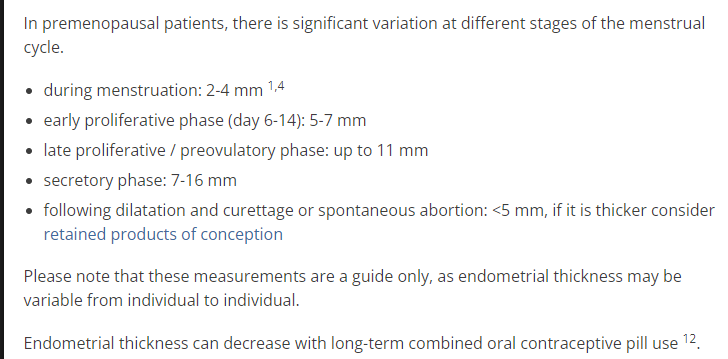 In premenopausal patients, there is significant variation at different stages of the menstrual
cycle.
• during menstruation: 2-4 mm 1,4
• early proliferative phase (day 6-14): 5-7 mm
• late proliferative / preovulatory phase: up to 11 mm
• secretory phase: 7-16 mm
• following dilatation and curettage or spontaneous abortion: <5 mm, if it is thicker consider
retained products of conception
Please note that these measurements are a guide only, as endometrial thickness may be
variable from individual to individual.
Endometrial thickness can decrease with long-term combined oral contraceptive pill use 12.